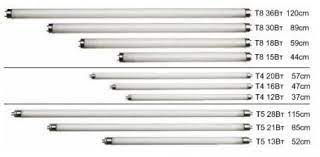 T8 36Вт 120cm
T8 30Вт 89cm
T8 18Вт 59cm
T8 15Вт 44cm
T4 20Вт 57cm
T4 16Вт 47cm
T4 12Вт 37cm
T5 28Вт 115cm
T5 21Вт 85cm
T5 13Вт 52cm